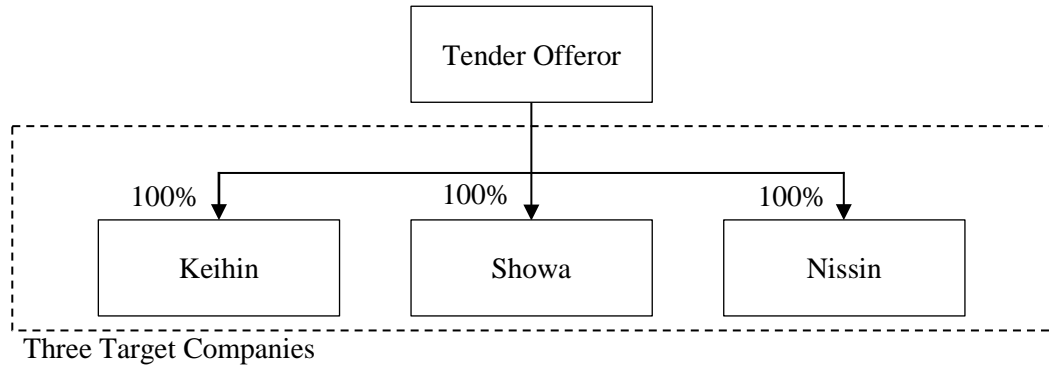 Tender Offeror
100%
100%
100%
Keihin
Showa
Nissin
Three Target Companies